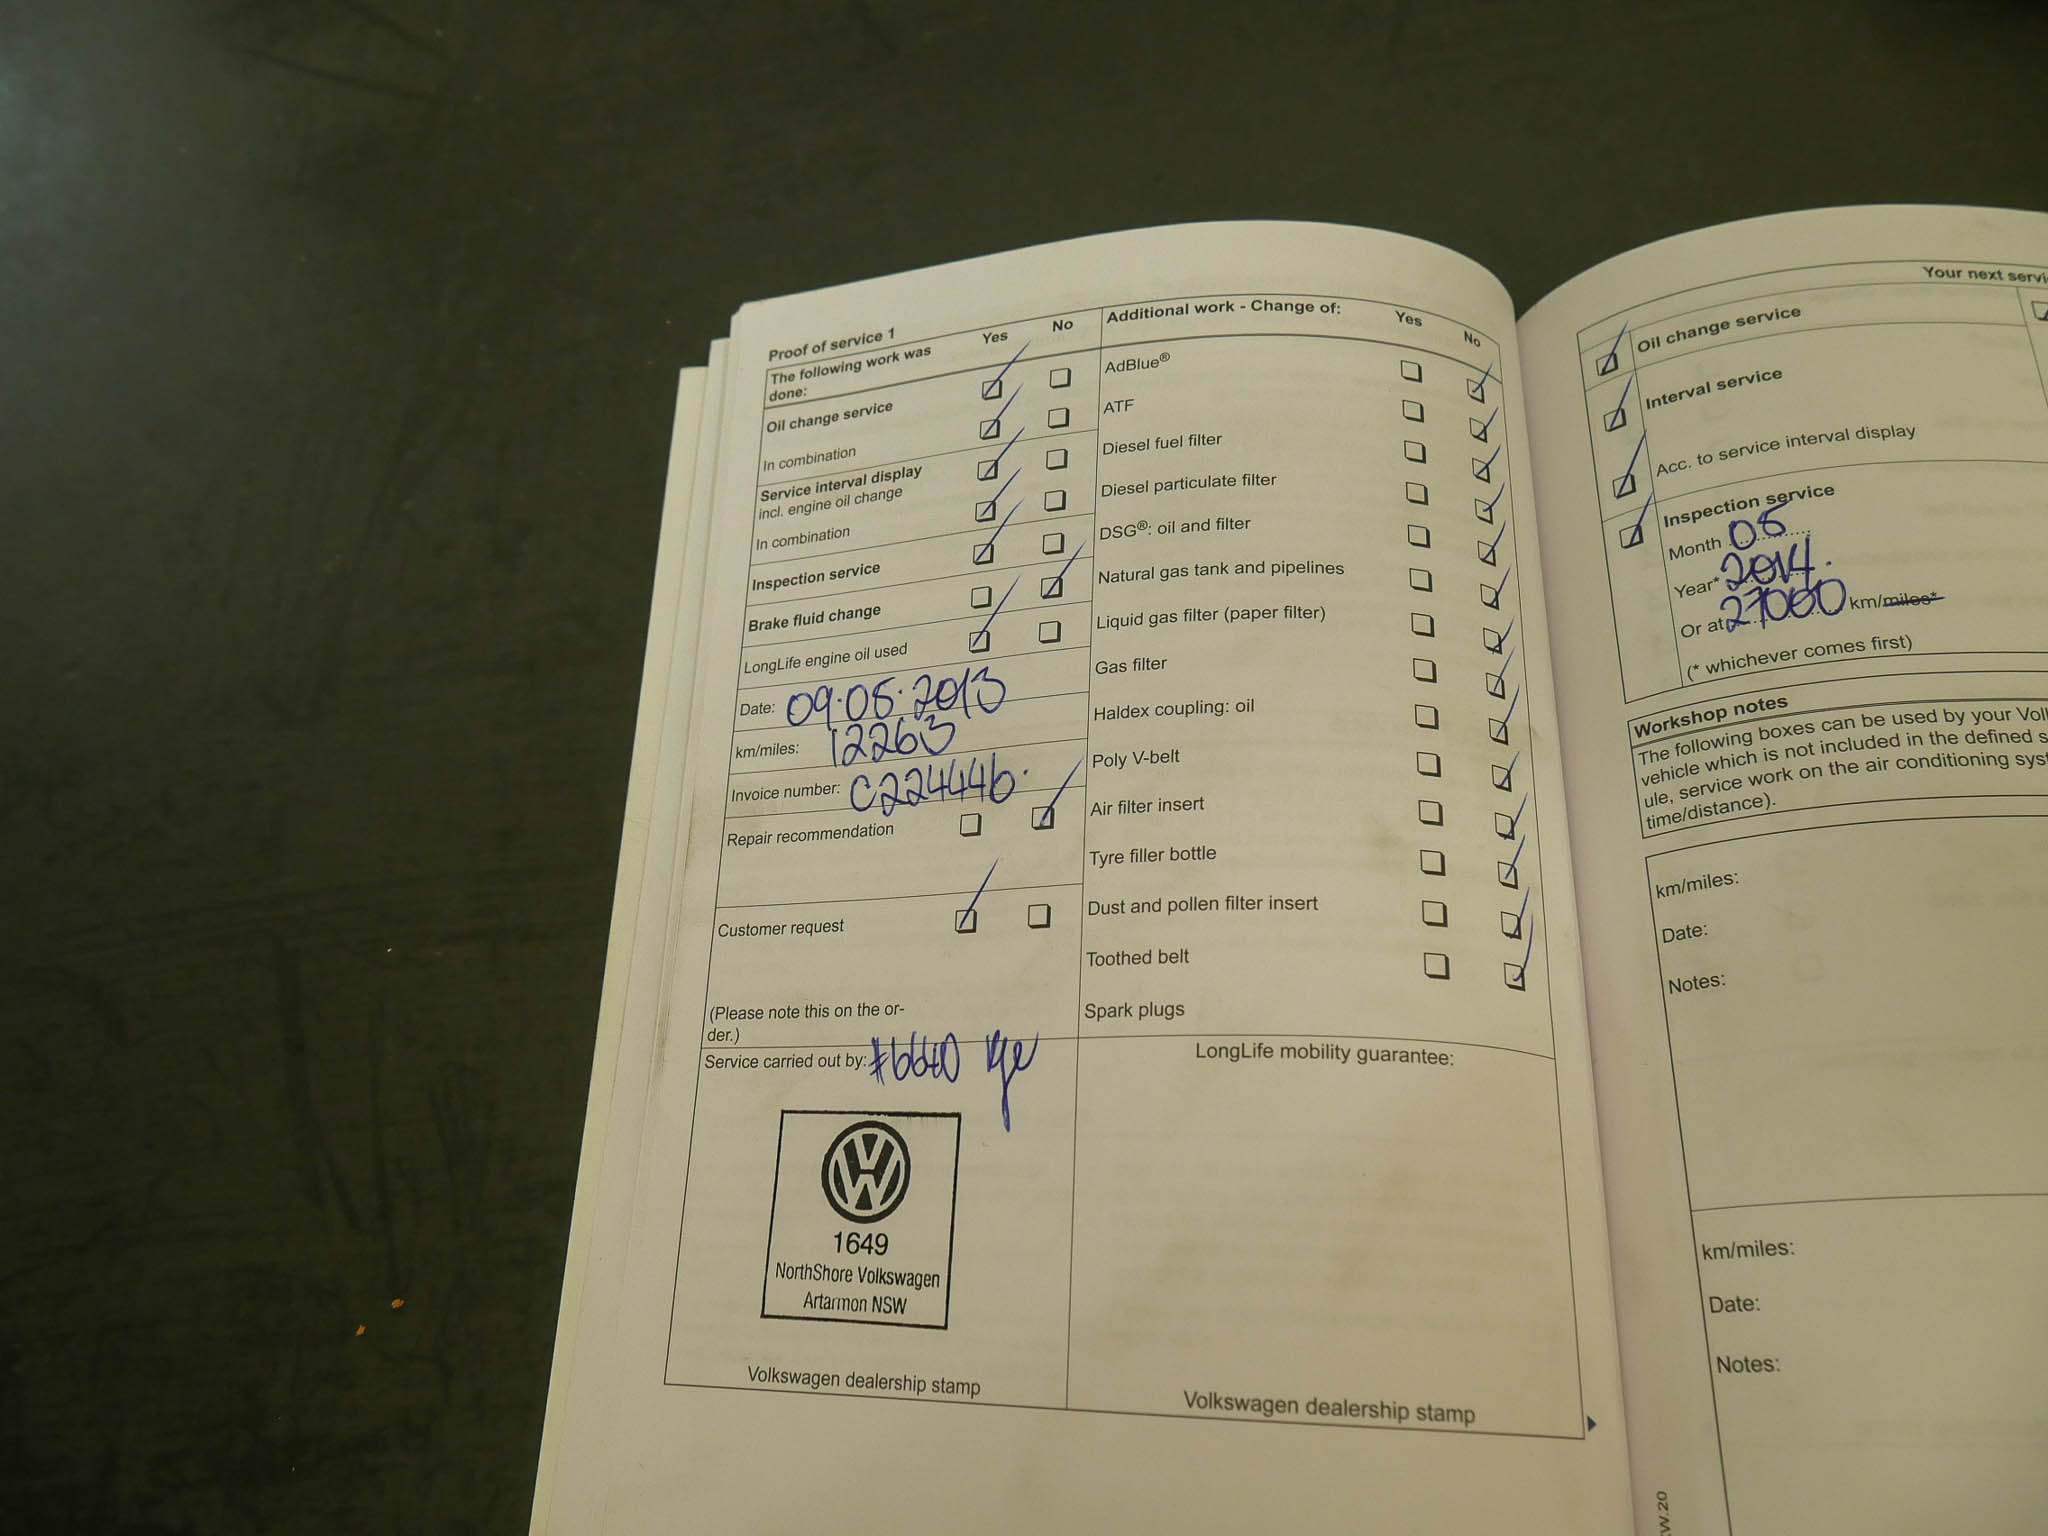 Proof of service 1
The following work was
done:
Yes
No
Oil change service
In combination
Service interval display
incl. engine oil change
In combination
Inspection service
Brake fluid change
LongLife engine oil used
Date: 09.08.2013
km/miles: 12263
Invoice number: C224446.
Repair recommendation
Customer request
(Please note this on the or-
der.)
Service carried out by: #6640
1649
NorthShore Volkswagen
Artarmon NSW
Volkswagen dealership stamp
Additional work - Change of:
Yes
No
AdBlue®
ATF
Diesel fuel filter
Diesel particulate filter
DSG®: oil and filter
Natural gas tank and pipelines
Liquid gas filter (paper filter)
Gas filter
Haldex coupling: oil
Poly V-belt
Air filter insert
Tyre filler bottle
Dust and pollen filter insert
Toothed belt
Spark plugs
LongLife mobility guarantee:
Volkswagen dealership stamp
Your next servi
Oil change service
Interval service
Acc. to service interval display
Inspection service
Month 08
Year* 2014.
Or at 27000 km/miles*
(* whichever comes first)
Workshop notes
The following boxes can be used by your Vol
vehicle which is not included in the defined s
ule, service work on the air conditioning syst
time/distance).
km/miles:
Date:
Notes:
km/miles:
Date:
Notes:
W.20